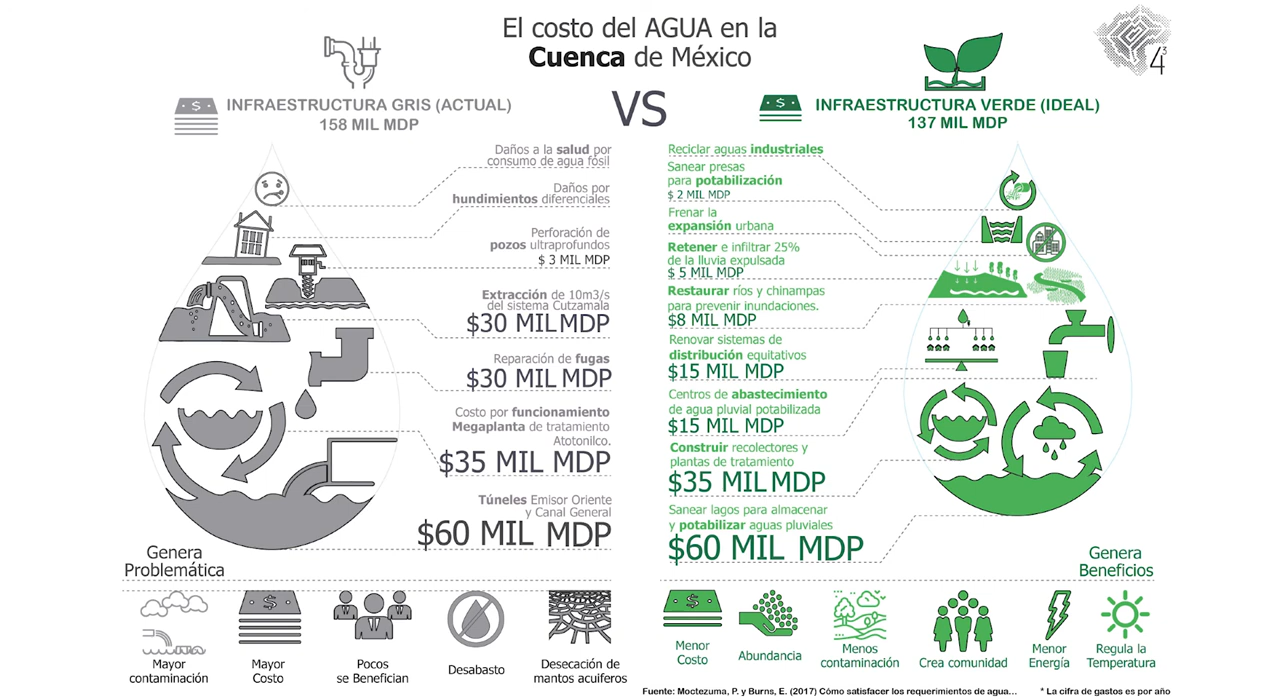 El costo del AGUA en la
Cuenca de México
4³
INFRAESTRUCTURA GRIS (ACTUAL)
158 MIL MDP
VS
INFRAESTRUCTURA VERDE (IDEAL)
137 MIL MDP
Daños a la salud por
consumo de agua fósil
Daños por
hundimientos diferenciales
Perforación de
pozos ultraprofundos
$ 3 MIL MDP
Extracción de 10m3/s
del sistema Cutzamala
$30 MIL MDP
Reparación de fugas
$30 MIL MDP
Costo por funcionamiento
Megaplanta de tratamiento
Atotonilco.
$35 MIL MDP
Túneles Emisor Oriente
y Canal General
$60 MIL MDP
Genera
Problemática
Mayor
contaminación
Mayor
Costo
Pocos
se Benefician
Desabasto
Desecación de
mantos acuiferos
Reciclar aguas industriales
Sanear presas
para potabilización
$ 2 MIL MDP
Frenar la
expansión urbana
Retener e infiltrar 25%
de la lluvia expulsada
$ 5 MIL MDP
Restaurar ríos y chinampas
para prevenir inundaciones.
$8 MIL MDP
Renovar sistemas de
distribución equitativos
$15 MIL MDP
Centros de abastecimiento
de agua pluvial potabilizada
$15 MIL MDP
Construir recolectores y
plantas de tratamiento
$35 MIL MDP
Sanear lagos para almacenar
y potabilizar aguas pluviales
$60 MIL MDP
Genera
Beneficios
Menor
Costo
Abundancia
Menos
contaminación
Crea comunidad
Menor
Energía
Regula la
Temperatura
Fuente: Moctezuma, P. y Burns, E. (2017) Cómo satisfacer los requerimientos de agua...
* La cifra de gastos es por año